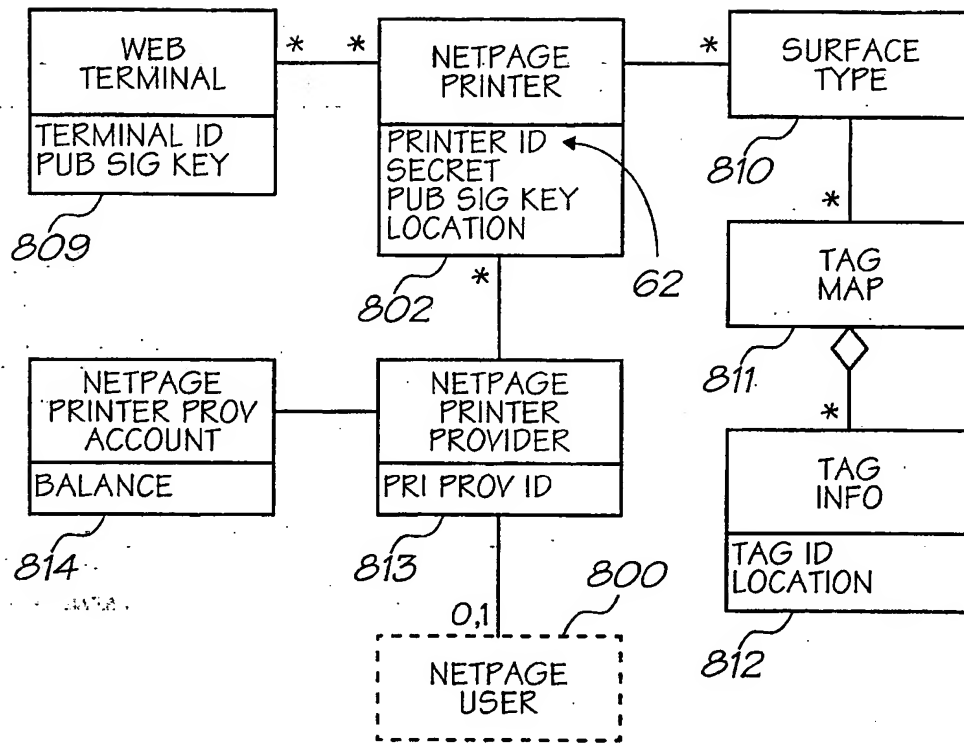 WEB
TERMINAL
TERMINAL ID
PUB SIG KEY
809
*
*
NETPAGE
PRINTER
PRINTER ID
SECRET
PUB SIG KEY
LOCATION
802
62
*
*
SURFACE
TYPE
810
*
TAG
MAP
811
*
TAG
INFO
TAG ID
LOCATION
812
NETPAGE
PRINTER PROV
ACCOUNT
BALANCE
814
NETPAGE
PRINTER
PROVIDER
PRI PROV ID
813
800
0,1
NETPAGE
USER